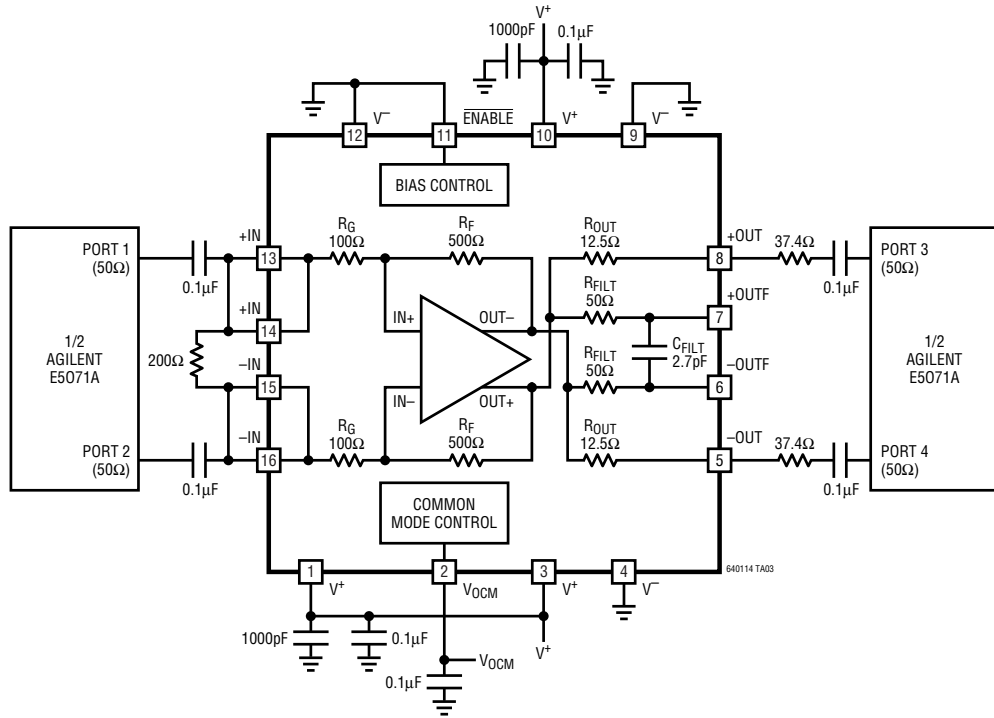 V+
1000pF
0.1µF
V−
ENABLE
V+
V−
12
11
10
9
BIAS CONTROL
1/2
AGILENT
E5O71A
PORT 1
(50Ω)
0.1µF
+IN
13
RG
100Ω
RF
500Ω
ROUT
12.5Ω
+OUT
8
37.4Ω
0.1µF
PORT 3
(50Ω)
+IN
14
IN+
OUT−
RFILT
50Ω
+OUTF
7
200Ω
CFILT
2.7pF
−IN
15
IN−
OUT+
RFILT
50Ω
−OUTF
6
1/2
AGILENT
E5O71A
PORT 2
(50Ω)
0.1µF
−IN
16
RG
100Ω
RF
500Ω
ROUT
12.5Ω
−OUT
5
37.4Ω
0.1µF
PORT 4
(50Ω)
COMMON
MODE CONTROL
640114 TA03
1
2
3
4
V+
VOCM
V+
V−
1000pF
0.1µF
V+
VOCM
0.1µF